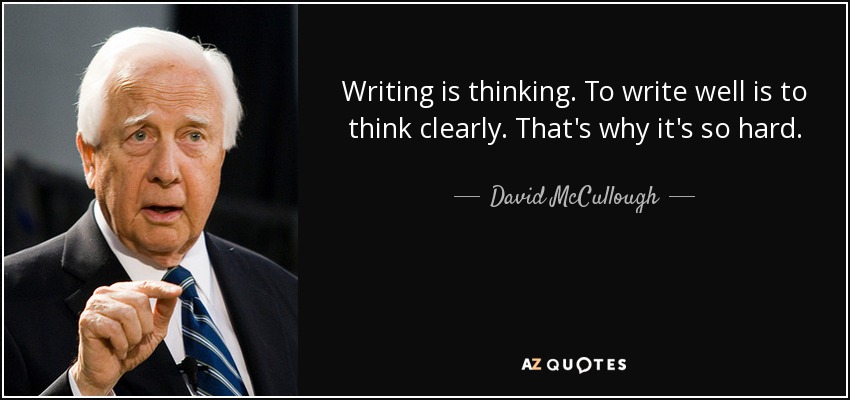 Writing is thinking. To write well is to
think clearly. That's why it's so hard.
David McCullough
AZ QUOTES